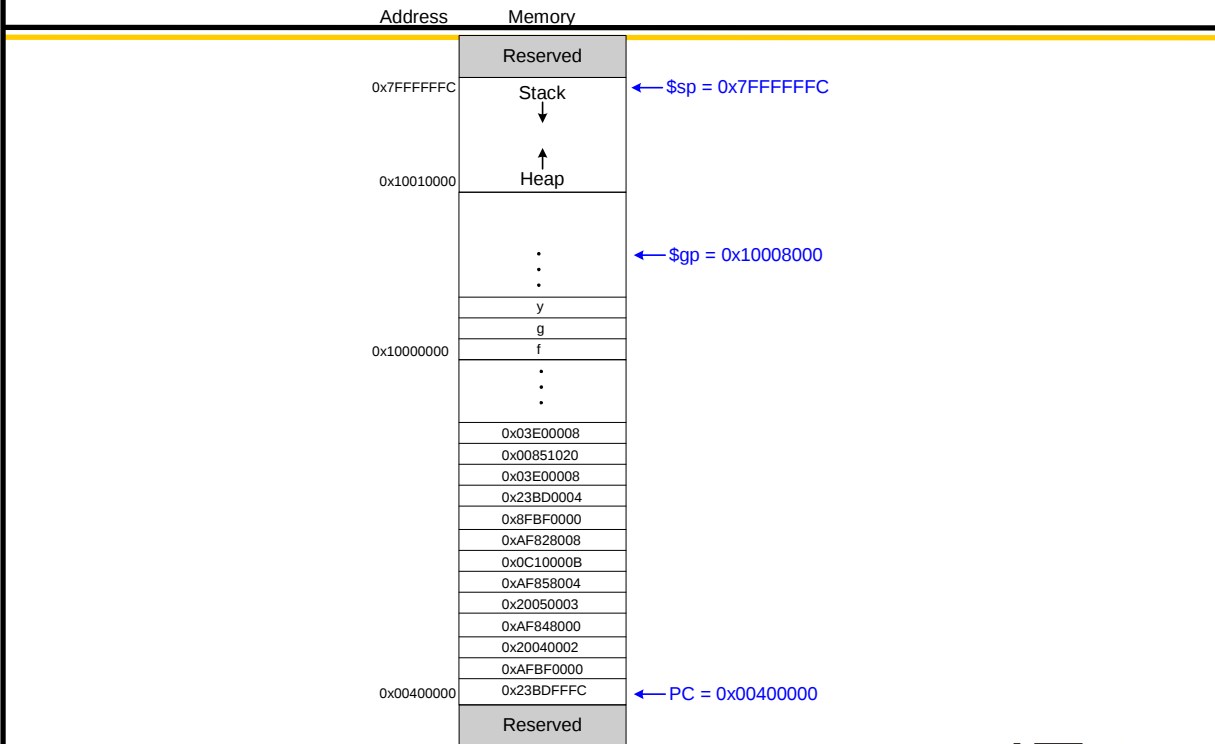 Address Memory
Reserved
0x7FFFFFFC Stack $sp = 0x7FFFFFFC
0x10010000 Heap
$gp = 0x10008000
y
g
0x10000000 f
0x03E00008
0x00851020
0x03E00008
0x23BD0004
0x8FBF0000
0xAF828008
0x0C10000B
0xAF858004
0x20050003
0xAF848000
0x20040002
0xAFBF0000
0x00400000 0x23BDFFFC PC = 0x00400000
Reserved